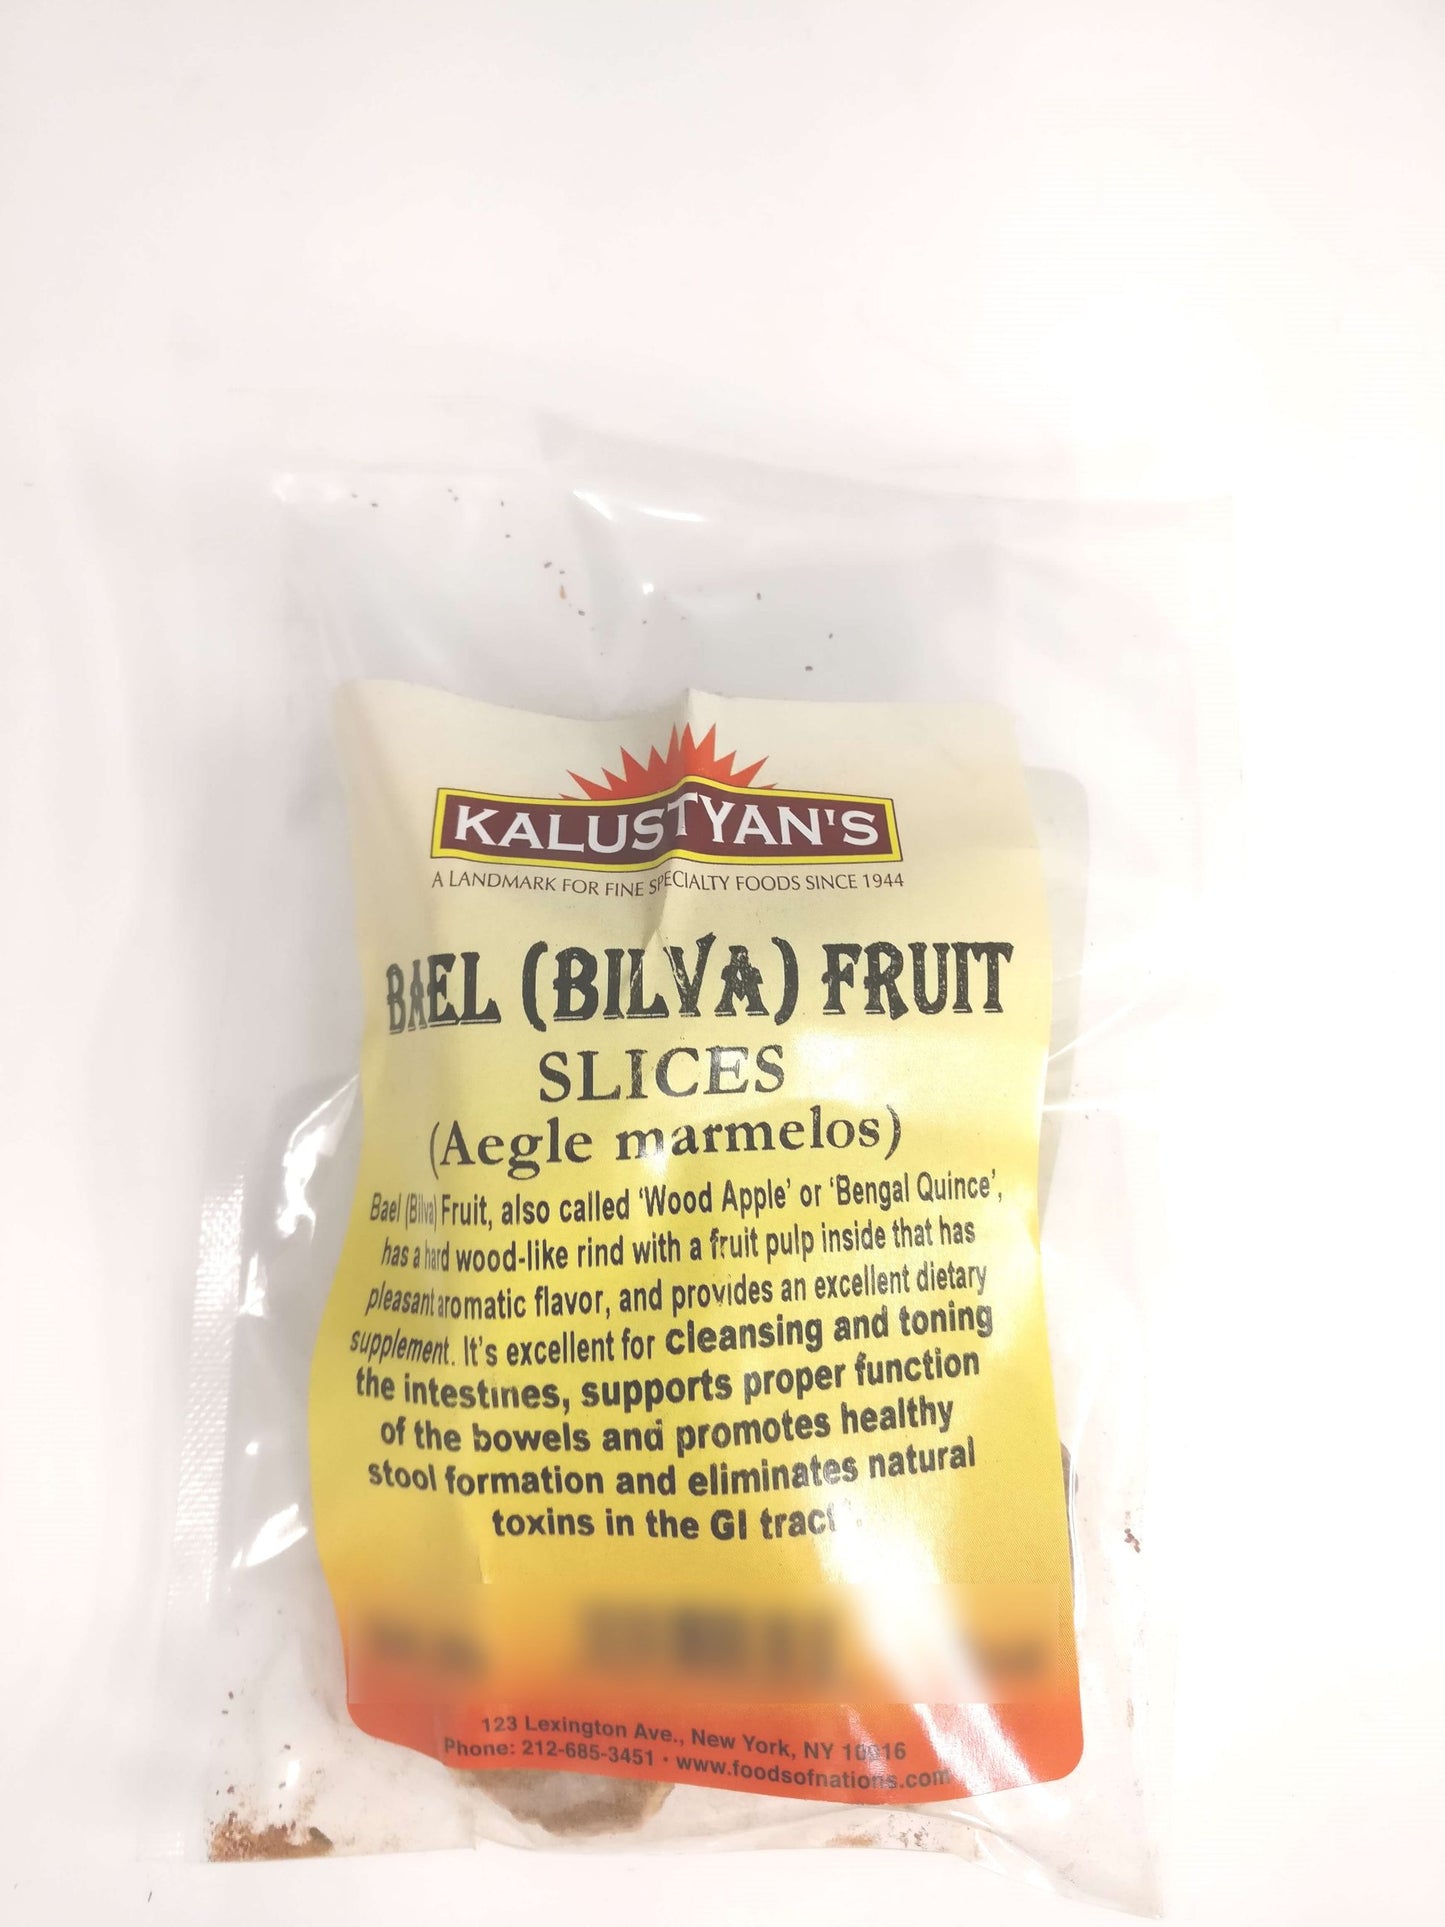 KALUSTYAN'S
A LANDMARK FOR FINE SPECIALTY FOODS SINCE 1944
BAEL (BILVA) FRUIT
SLICES
(Aegle marmelos)
Bael (Bilva) Fruit, also called ‘Wood Apple’ or ‘Bengal Quince’,
has a hard wood-like rind with a fruit pulp inside that has
pleasant aromatic flavor, and provides an excellent dietary
supplement. It's excellent for cleansing and toning
the intestines, supports proper function
of the bowels and promotes healthy
stool formation and eliminates natural
toxins in the GI tract
123 Lexington Ave., New York, NY 10016
Phone: 212-685-3451 • www.foodsofnations.com